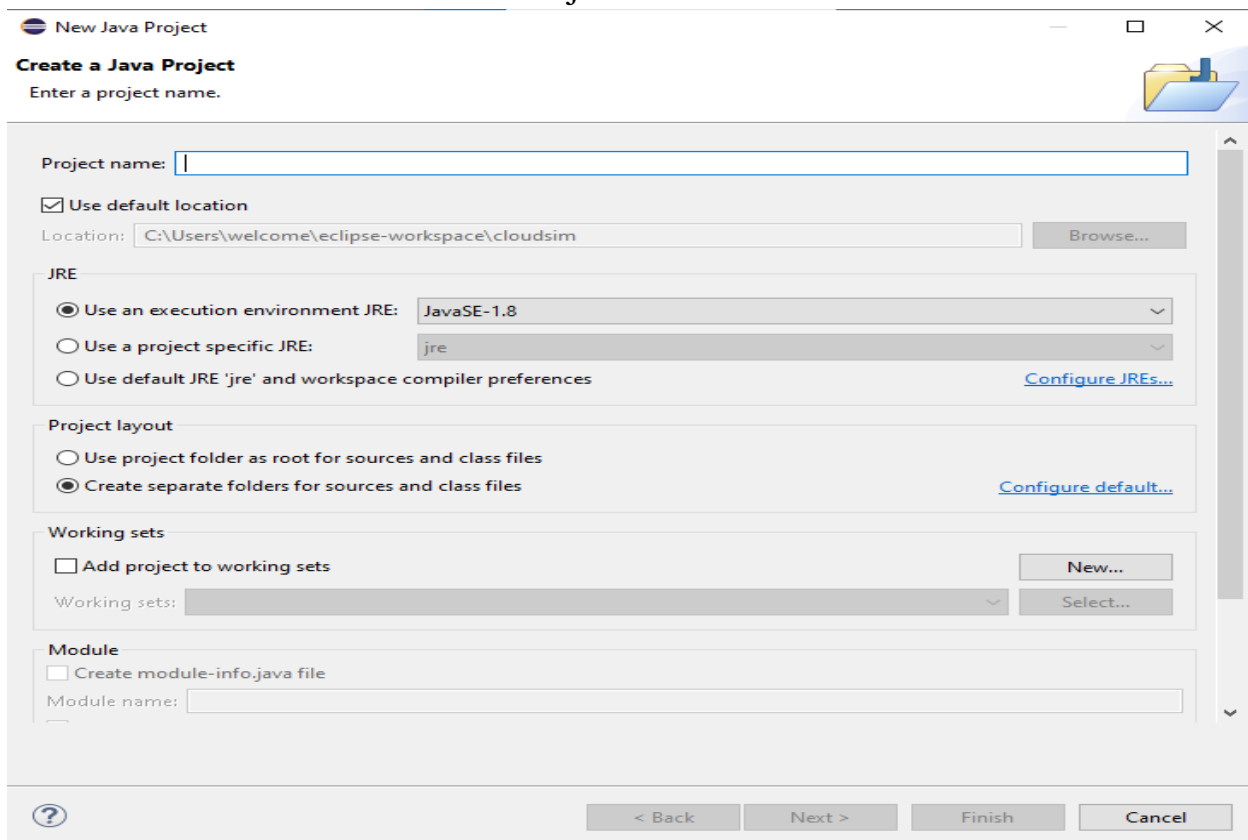 New Java Project
Create a Java Project
Enter a project name.
Project name:
Use default location
Location: C:\Users\welcome\eclipse-workspace\cloudsim Browse...
JRE
Use an execution environment JRE: JavaSE-1.8
Use a project specific JRE: jre
Use default JRE 'jre' and workspace compiler preferences Configure JREs...
Project layout
Use project folder as root for sources and class files
Create separate folders for sources and class files Configure default...
Working sets
Add project to working sets New...
Working sets: Select...
Module
Create module-info.java file
Module name:
? < Back Next > Finish Cancel